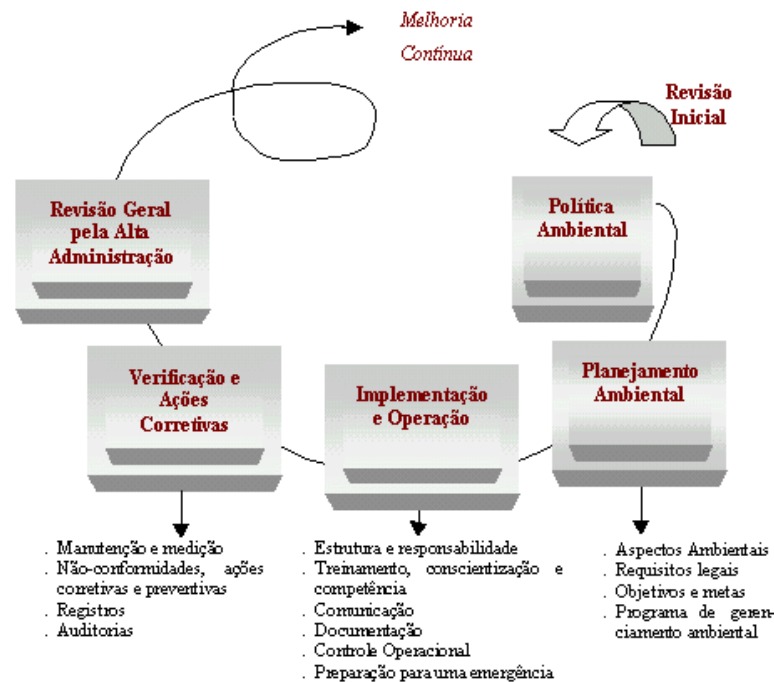 Melhoria
Contínua
Revisão
Inicial
Revisão Geral
pela Alta
Administração
Política
Ambiental
Verificação e
Ações
Corretivas
Implementação
e Operação
Planejamento
Ambiental
. Manutenção e medição
. Não-conformidades, ações
corretivas e preventivas
. Registros
. Auditorias
. Estrutura e responsabilidade
. Treinamento, conscientização e
competência
. Comunicação
. Documentação
. Controle Operacional
. Preparação para uma emergência
. Aspectos Ambientais
. Requisitos legais
. Objetivos e metas
. Programa de geren-
ciamento ambiental